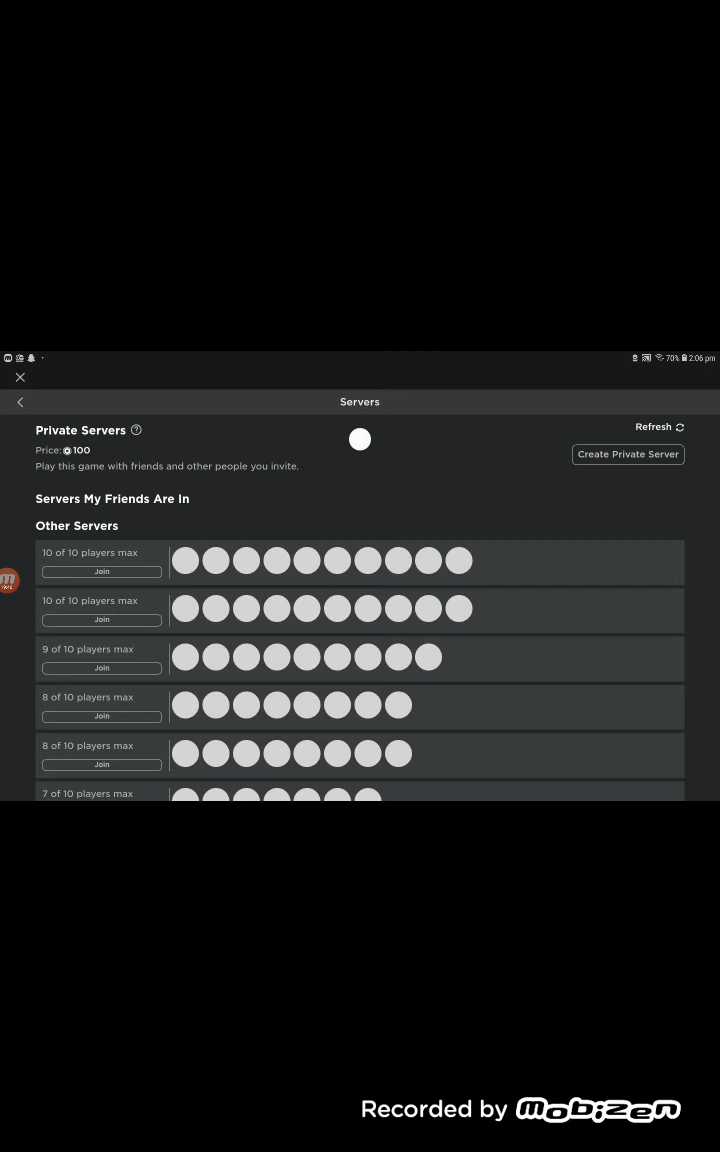 70% 2:06 pm
Servers
Private Servers
Refresh
Price: 100
Create Private Server
Play this game with friends and other people you invite.
Servers My Friends Are In
Other Servers
10 of 10 players max
Join
10 of 10 players max
Join
9 of 10 players max
Join
8 of 10 players max
Join
8 of 10 players max
Join
7 of 10 players max
Recorded by mobizen